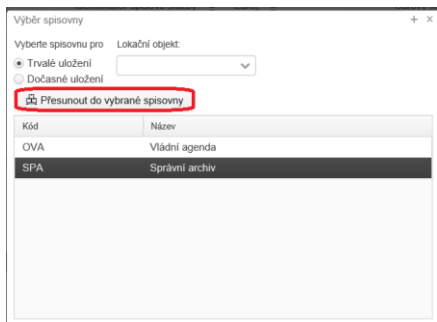 Výběr spisovny
Vyberte spisovnu pro Lokační objekt:
Trvalé uložení
Dočasné uložení
Přesunout do vybrané spisovny
Kód Název
OVA Vládní agenda
SPA Správní archiv